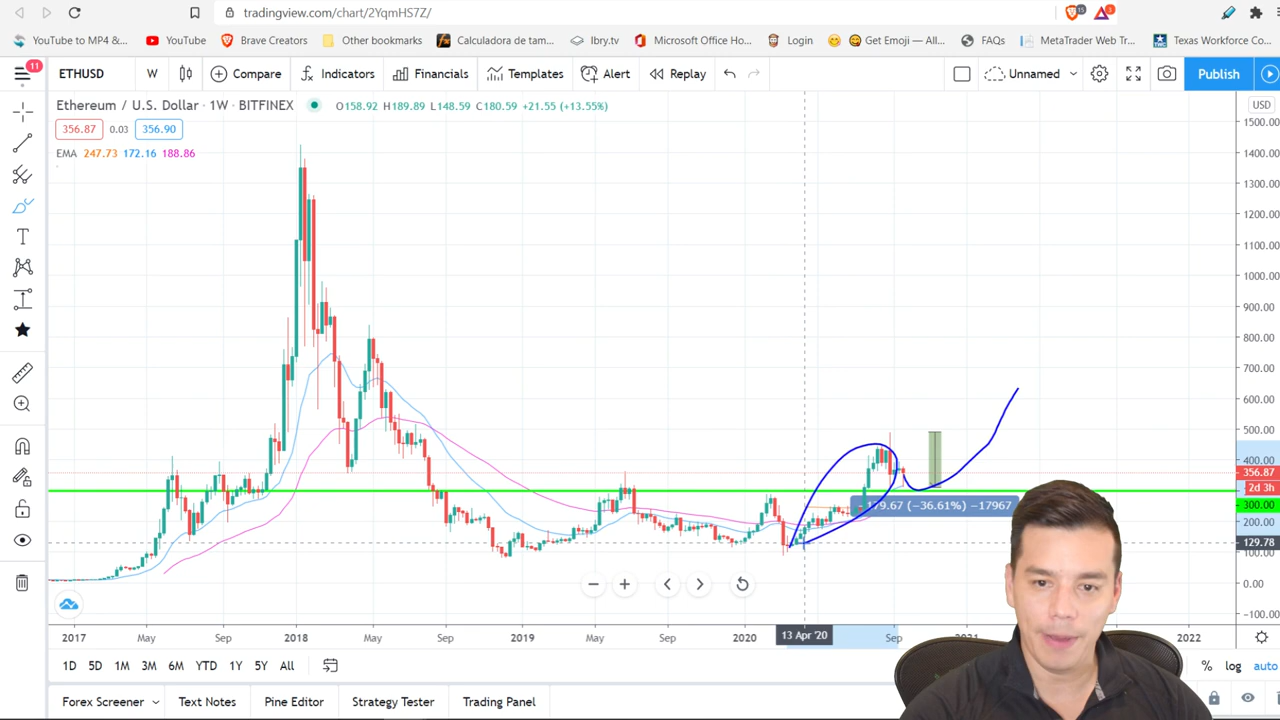 tradingview.com/chart/2YqmHS7Z/
15
3
YouTube to MP4 &...
YouTube
Brave Creators
Other bookmarks
Calculadora de tam...
lbry.tv
Microsoft Office Ho...
Login
Get Emoji — All...
FAQs
MetaTrader Web Tr...
Texas Workforce Co...
11
ETHUSD
W
Compare
Indicators
Financials
Templates
Alert
Replay
Unnamed
Publish
Ethereum / U.S. Dollar · 1W · BITFINEX
O158.92 H189.89 L148.59 C180.59 +21.55 (+13.55%)
USD
356.87 0.03 356.90
EMA 247.73 172.16 188.86
1500.00
1400.00
1300.00
1200.00
1100.00
1000.00
900.00
800.00
700.00
600.00
500.00
400.00
356.87
2d 3h
300.00
200.00
129.78
100.00
0.00
−100.00
(−36.61%) −17967
2017 May Sep 2018 May Sep 2019 May Sep 2020 13 Apr '20 Sep 2021 2022
1D 5D 1M 3M 6M YTD 1Y 5Y All
% log auto
Forex Screener Text Notes Pine Editor Strategy Tester Trading Panel